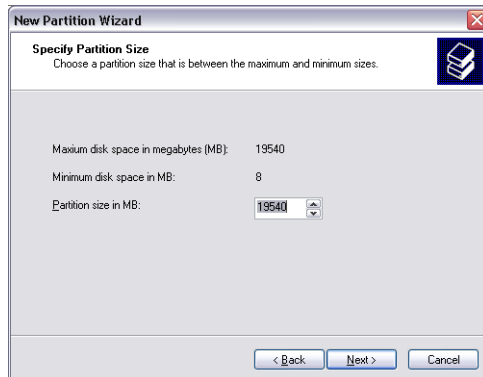 New Partition Wizard
Specify Partition Size
Choose a partition size that is between the maximum and minimum sizes.
Maxium disk space in megabytes (MB): 19540
Minimum disk space in MB: 8
Partition size in MB: 19540
< Back Next > Cancel